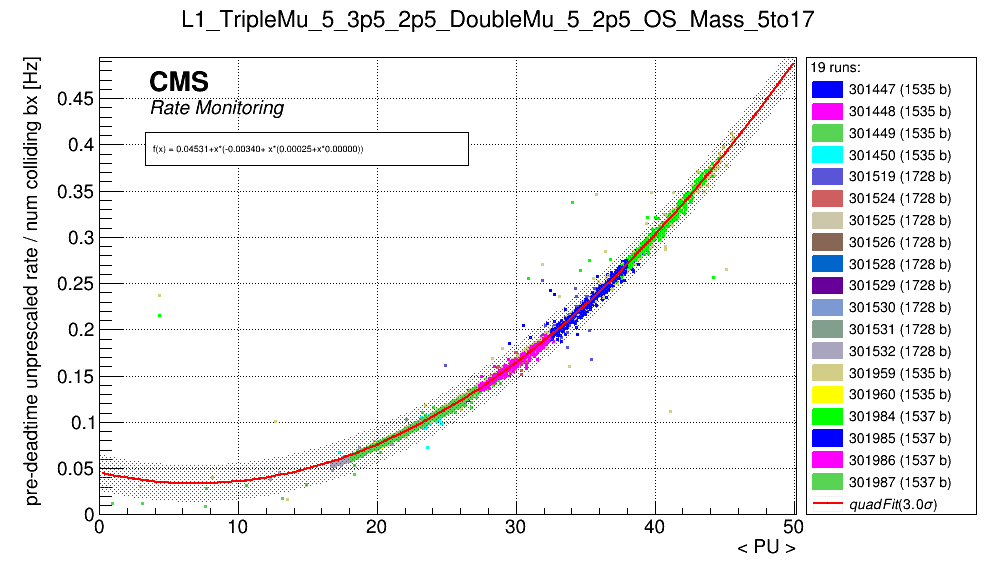 L1_TripleMu_5_3p5_2p5_DoubleMu_5_2p5_OS_Mass_5to17
pre-deadtime unprescaled rate / num colliding bx [Hz]
CMS
Rate Monitoring
f(x) = 0.04531+x*(-0.00340+ x*(0.00025+x*0.00000))
0.45
0.4
0.35
0.3
0.25
0.2
0.15
0.1
0.05
0
0 10 20 30 40 50
< PU >
19 runs:
301447 (1535 b)
301448 (1535 b)
301449 (1535 b)
301450 (1535 b)
301519 (1728 b)
301524 (1728 b)
301525 (1728 b)
301526 (1728 b)
301528 (1728 b)
301529 (1728 b)
301530 (1728 b)
301531 (1728 b)
301532 (1728 b)
301959 (1535 b)
301960 (1535 b)
301984 (1537 b)
301985 (1537 b)
301986 (1537 b)
301987 (1537 b)
quadFit(3.0σ)